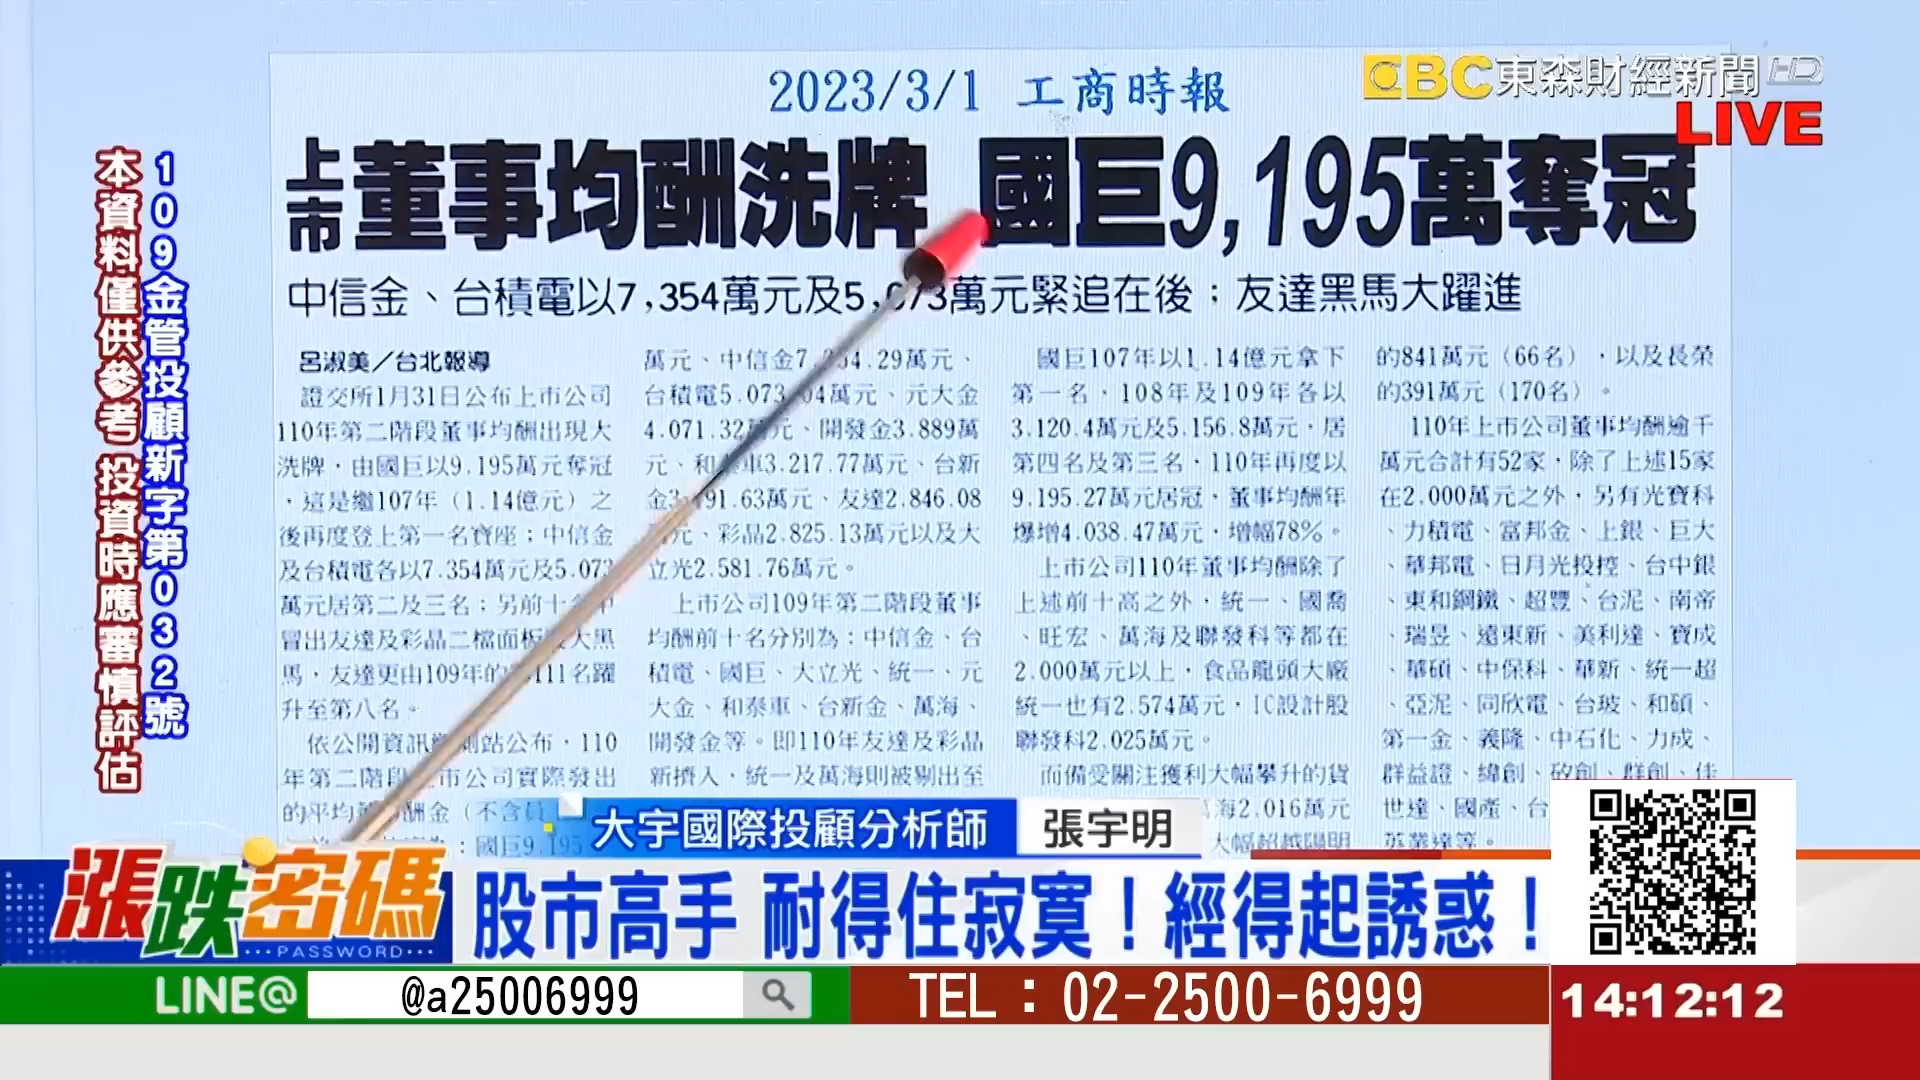 2023/3/1 工商時報
EBC東森財經新聞HD
LIVE
上市董事均酬洗牌 國巨9,195萬奪冠
中信金、台積電以7,354萬元及5,073萬元緊追在後；友達黑馬大躍進
109金管投顧新字第032號
本資料僅供參考 投資時應審慎評估
呂淑美／台北報導
證交所1月31日公布上市公司
110年第二階段董事均酬出現大
洗牌，由國巨以9,195萬元奪冠
，這是繼107年（1.14億元）之
後再度登上第一名寶座；中信金
及台積電各以7,354萬元及5,073
萬元居第二及三名；另前十
冒出友達及彩晶二檔面板 大黑
馬，友達更由109年的 111名躍
升至第八名。
依公開資訊 測站公布，110
年第二階段 市公司實際發出
的平均 酬金（不含員
：國巨9,195
萬元、中信金7, 54.29萬元、
台積電5,073. 04萬元、元大金
4,071.32 元、開發金3,889萬
元、和 車3,217.77萬元、台新
金3, 91.63萬元、友達2,846.08
元、彩晶2,825.13萬元以及大
立光2,581.76萬元。
上市公司109年第二階段董事
均酬前十名分別為：中信金、台
積電、國巨、大立光、統一、元
大金、和泰車、台新金、萬海、
開發金等。即110年友達及彩晶
新擠入，統一及萬海則被剔出至
國巨107年以1.14億元拿下
第一名，108年及109年各以
3,120.4萬元及5,156.8萬元，居
第四名及第三名，110年再度以
9,195.27萬元居冠，董事均酬年
爆增4,038.47萬元，增幅78%。
上市公司110年董事均酬除了
上述前十高之外，統一、國喬
、旺宏、萬海及聯發科等都在
2,000萬元以上，食品龍頭大廠
統一也有2,574萬元，IC設計股
聯發科2,025萬元。
而備受關注獲利大幅攀升的貨
海2,016萬元
大幅超越陽明
的841萬元（66名），以及長榮
的391萬元（170名）。
110年上市公司董事均酬逾千
萬元合計有52家，除了上述15家
在2,000萬元之外，另有光寶科
、力積電、富邦金、上銀、巨大
、華邦電、日月光投控、台中銀
、東和鋼鐵、超豐、台泥、南帝
、瑞昱、遠東新、美利達、寶成
、華碩、中保科、華新、統一超
、亞泥、同欣電、台玻、和碩、
第一金、義隆、中石化、力成、
群益證、緯創、矽創、群創、佳
世達、國產、台
英業達等。
大宇國際投顧分析師 張宇明
漲跌密碼
PASSWORD
股市高手 耐得住寂寞！經得起誘惑！
LINE@ @a25006999
TEL：02-2500-6999
14:12:12